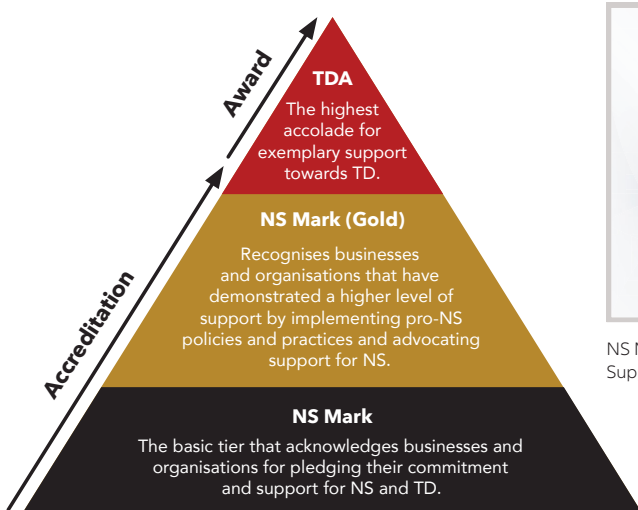 Award
TDA
The highest
accolade for
exemplary support
towards TD.
Accreditation
NS Mark (Gold)
Recognises businesses
and organisations that have
demonstrated a higher level of
support by implementing pro-NS
policies and practices and advocating
support for NS.
NS Mark
The basic tier that acknowledges businesses and
organisations for pledging their commitment
and support for NS and TD.
NS
Sup